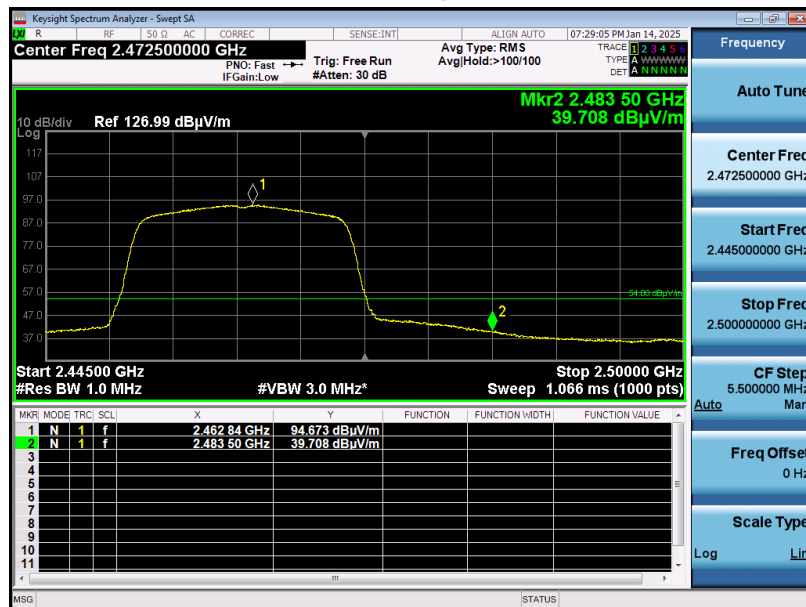 Keysight Spectrum Analyzer - Swept SA
LXI R RF 50 Ω AC CORREC SENSE:INT ALIGN AUTO 07:29:05 PM Jan 14, 2025
Center Freq 2.472500000 GHz
PNO: Fast
IFGain:Low
Trig: Free Run
#Atten: 30 dB
Avg Type: RMS
Avg|Hold:>100/100
TRACE 1 2 3 4 5 6
TYPE A WWWWW
DET A N N N N N
Mkr2 2.483 50 GHz
39.708 dBµV/m
10 dB/div Ref 126.99 dBµV/m
Log
117
107
97.0
87.0
77.0
67.0
57.0
47.0
37.0
1
2
54.00 dBµV/m
Start 2.44500 GHz Stop 2.50000 GHz
#Res BW 1.0 MHz #VBW 3.0 MHz* Sweep 1.066 ms (1000 pts)
MKR MODE TRC SCL X Y FUNCTION FUNCTION WIDTH FUNCTION VALUE
1 N 1 f 2.462 84 GHz 94.673 dBµV/m
2 N 1 f 2.483 50 GHz 39.708 dBµV/m
3
4
5
6
7
8
9
10
11
MSG STATUS
Frequency
Auto Tune
Center Freq
2.472500000 GHz
Start Freq
2.445000000 GHz
Stop Freq
2.500000000 GHz
CF Step
5.500000 MHz
Auto Man
Freq Offset
0 Hz
Scale Type
Log Lin